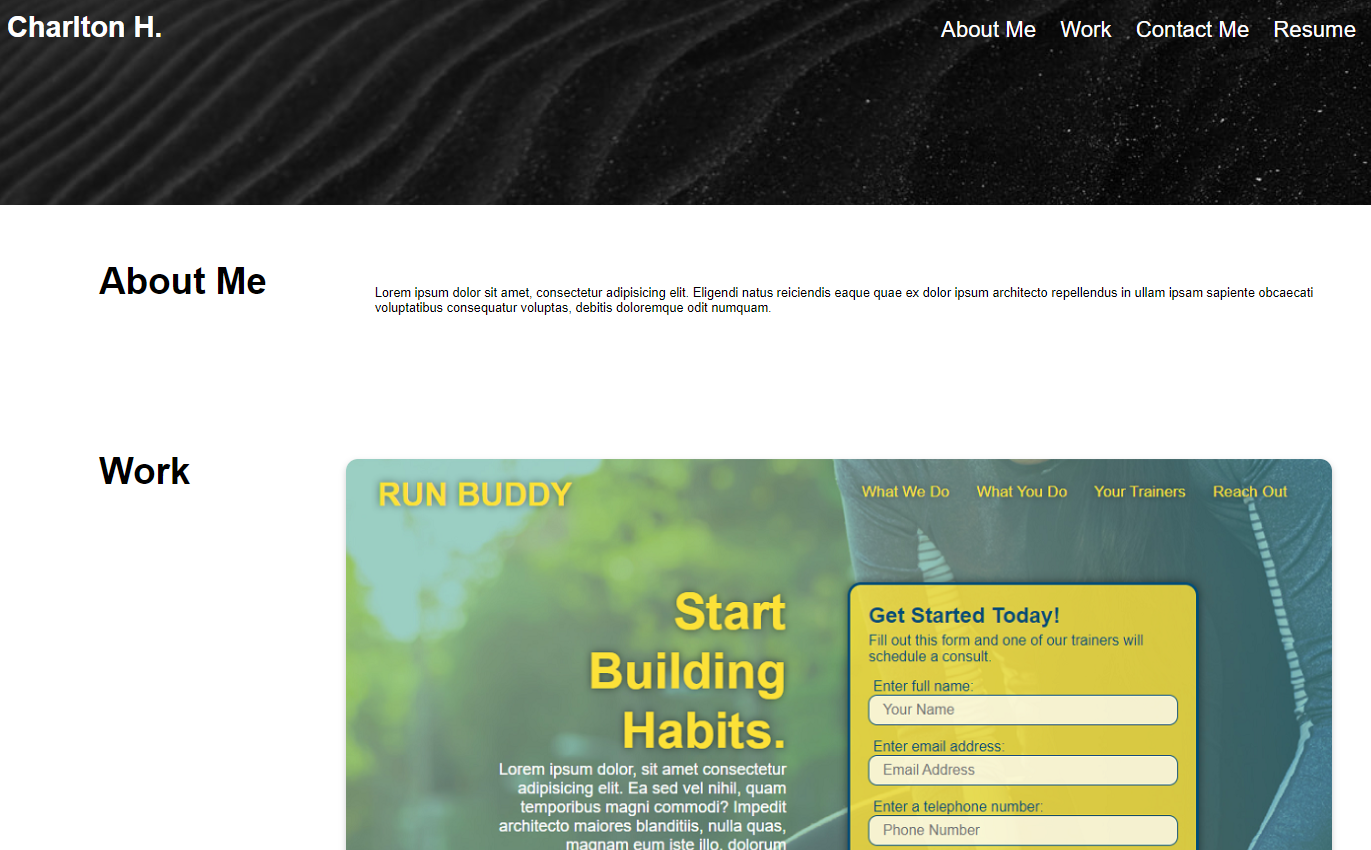 Charlton H.
About Me Work Contact Me Resume
About Me
Lorem ipsum dolor sit amet, consectetur adipisicing elit. Eligendi natus reiciendis eaque quae ex dolor ipsum architecto repellendus in ullam ipsam sapiente obcaecati
voluptatibus consequatur voluptas, debitis doloremque odit numquam.
Work
RUN BUDDY
What We Do What You Do Your Trainers Reach Out
Start
Building
Habits.
Lorem ipsum dolor, sit amet consectetur
adipisicing elit. Ea sed vel nihil, quam
temporibus magni commodi? Impedit
architecto maiores blanditiis, nulla quas,
magnam eum iste illo, dolorum
Get Started Today!
Fill out this form and one of our trainers will
schedule a consult.
Enter full name:
Your Name
Enter email address:
Email Address
Enter a telephone number:
Phone Number